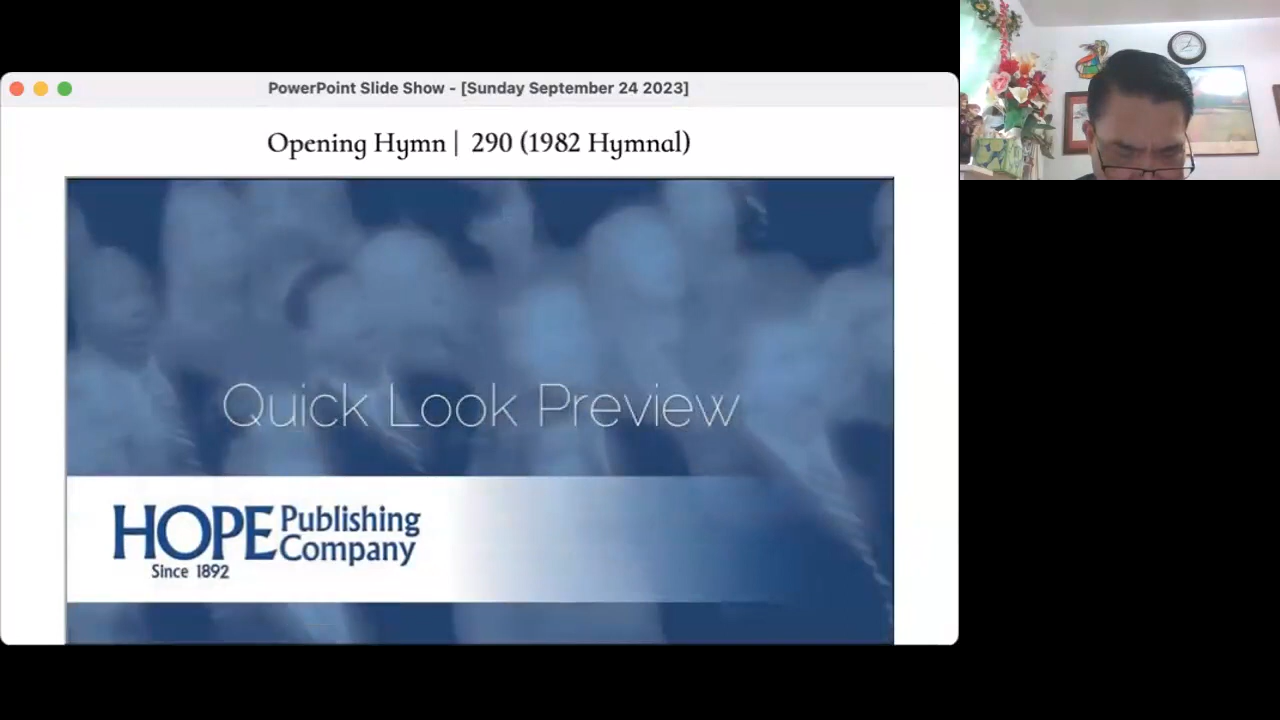 PowerPoint Slide Show - [Sunday September 24 2023]
Opening Hymn | 290 (1982 Hymnal)
Quick Look Preview
HOPE Publishing
Company
Since 1892